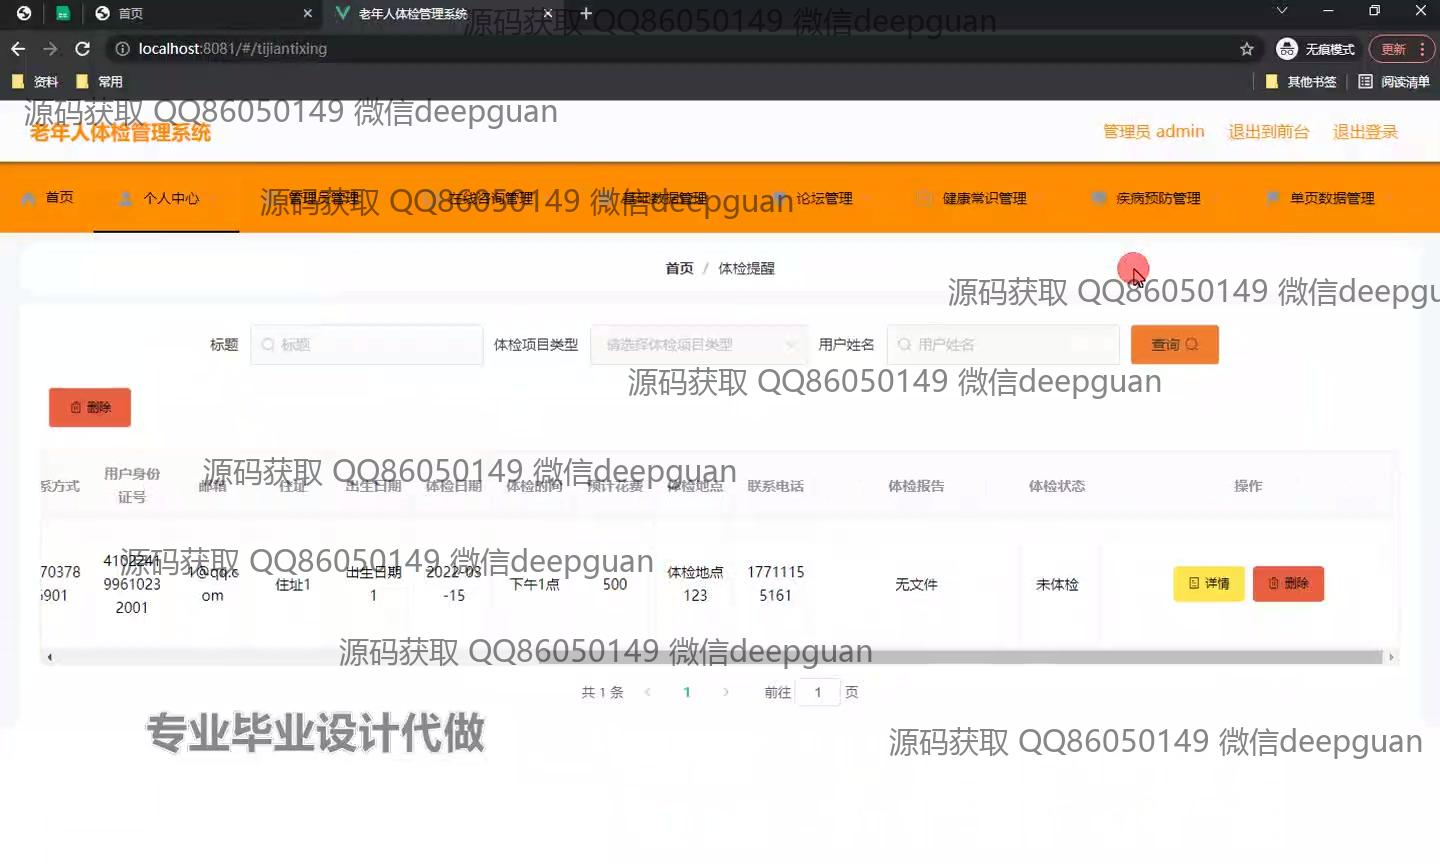 首页
老年人体检管理系统
源码获取 QQ86050149 微信deepguan
localhost:8081/#/tijiantixing
无痕模式
更新
资料
常用
其他书签
阅读清单
源码获取 QQ86050149 微信deepguan
老年人体检管理系统
管理员 admin
退出到前台
退出登录
首页
个人中心
管理员管理
在线咨询管理
基础数据管理
论坛管理
健康常识管理
疾病预防管理
单页数据管理
源码获取 QQ86050149 微信deepguan
首页 / 体检提醒
源码获取 QQ86050149 微信deepgu
标题
标题
体检项目类型
请选择体检项目类型
用户姓名
用户姓名
查询
源码获取 QQ86050149 微信deepguan
删除
源码获取 QQ86050149 微信deepguan
系方式
用户身份
证号
邮箱
住址
出生日期
体检日期
体检时间
预计花费
体检地点
联系电话
体检报告
体检状态
操作
源码获取 QQ86050149 微信deepguan
70378
6901
4102241
9961023
2001
1@qq.c
om
住址1
出生日期
1
2022-03
-15
下午1点
500
体检地点
123
1771115
5161
无文件
未体检
详情
删除
源码获取 QQ86050149 微信deepguan
共 1 条
1
前往
1
页
专业毕业设计代做
源码获取 QQ86050149 微信deepguan